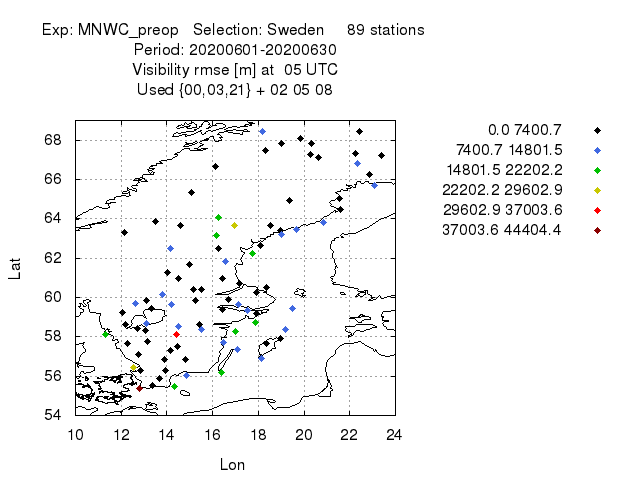 Exp: MNWC_preop Selection: Sweden 89 stations
Period: 20200601-20200630
Visibility rmse [m] at 05 UTC
Used {00,03,21} + 02 05 08
0.0 7400.7
7400.7 14801.5
14801.5 22202.2
22202.2 29602.9
29602.9 37003.6
37003.6 44404.4
Lat
68
66
64
62
60
58
56
54
10 12 14 16 18 20 22 24
Lon